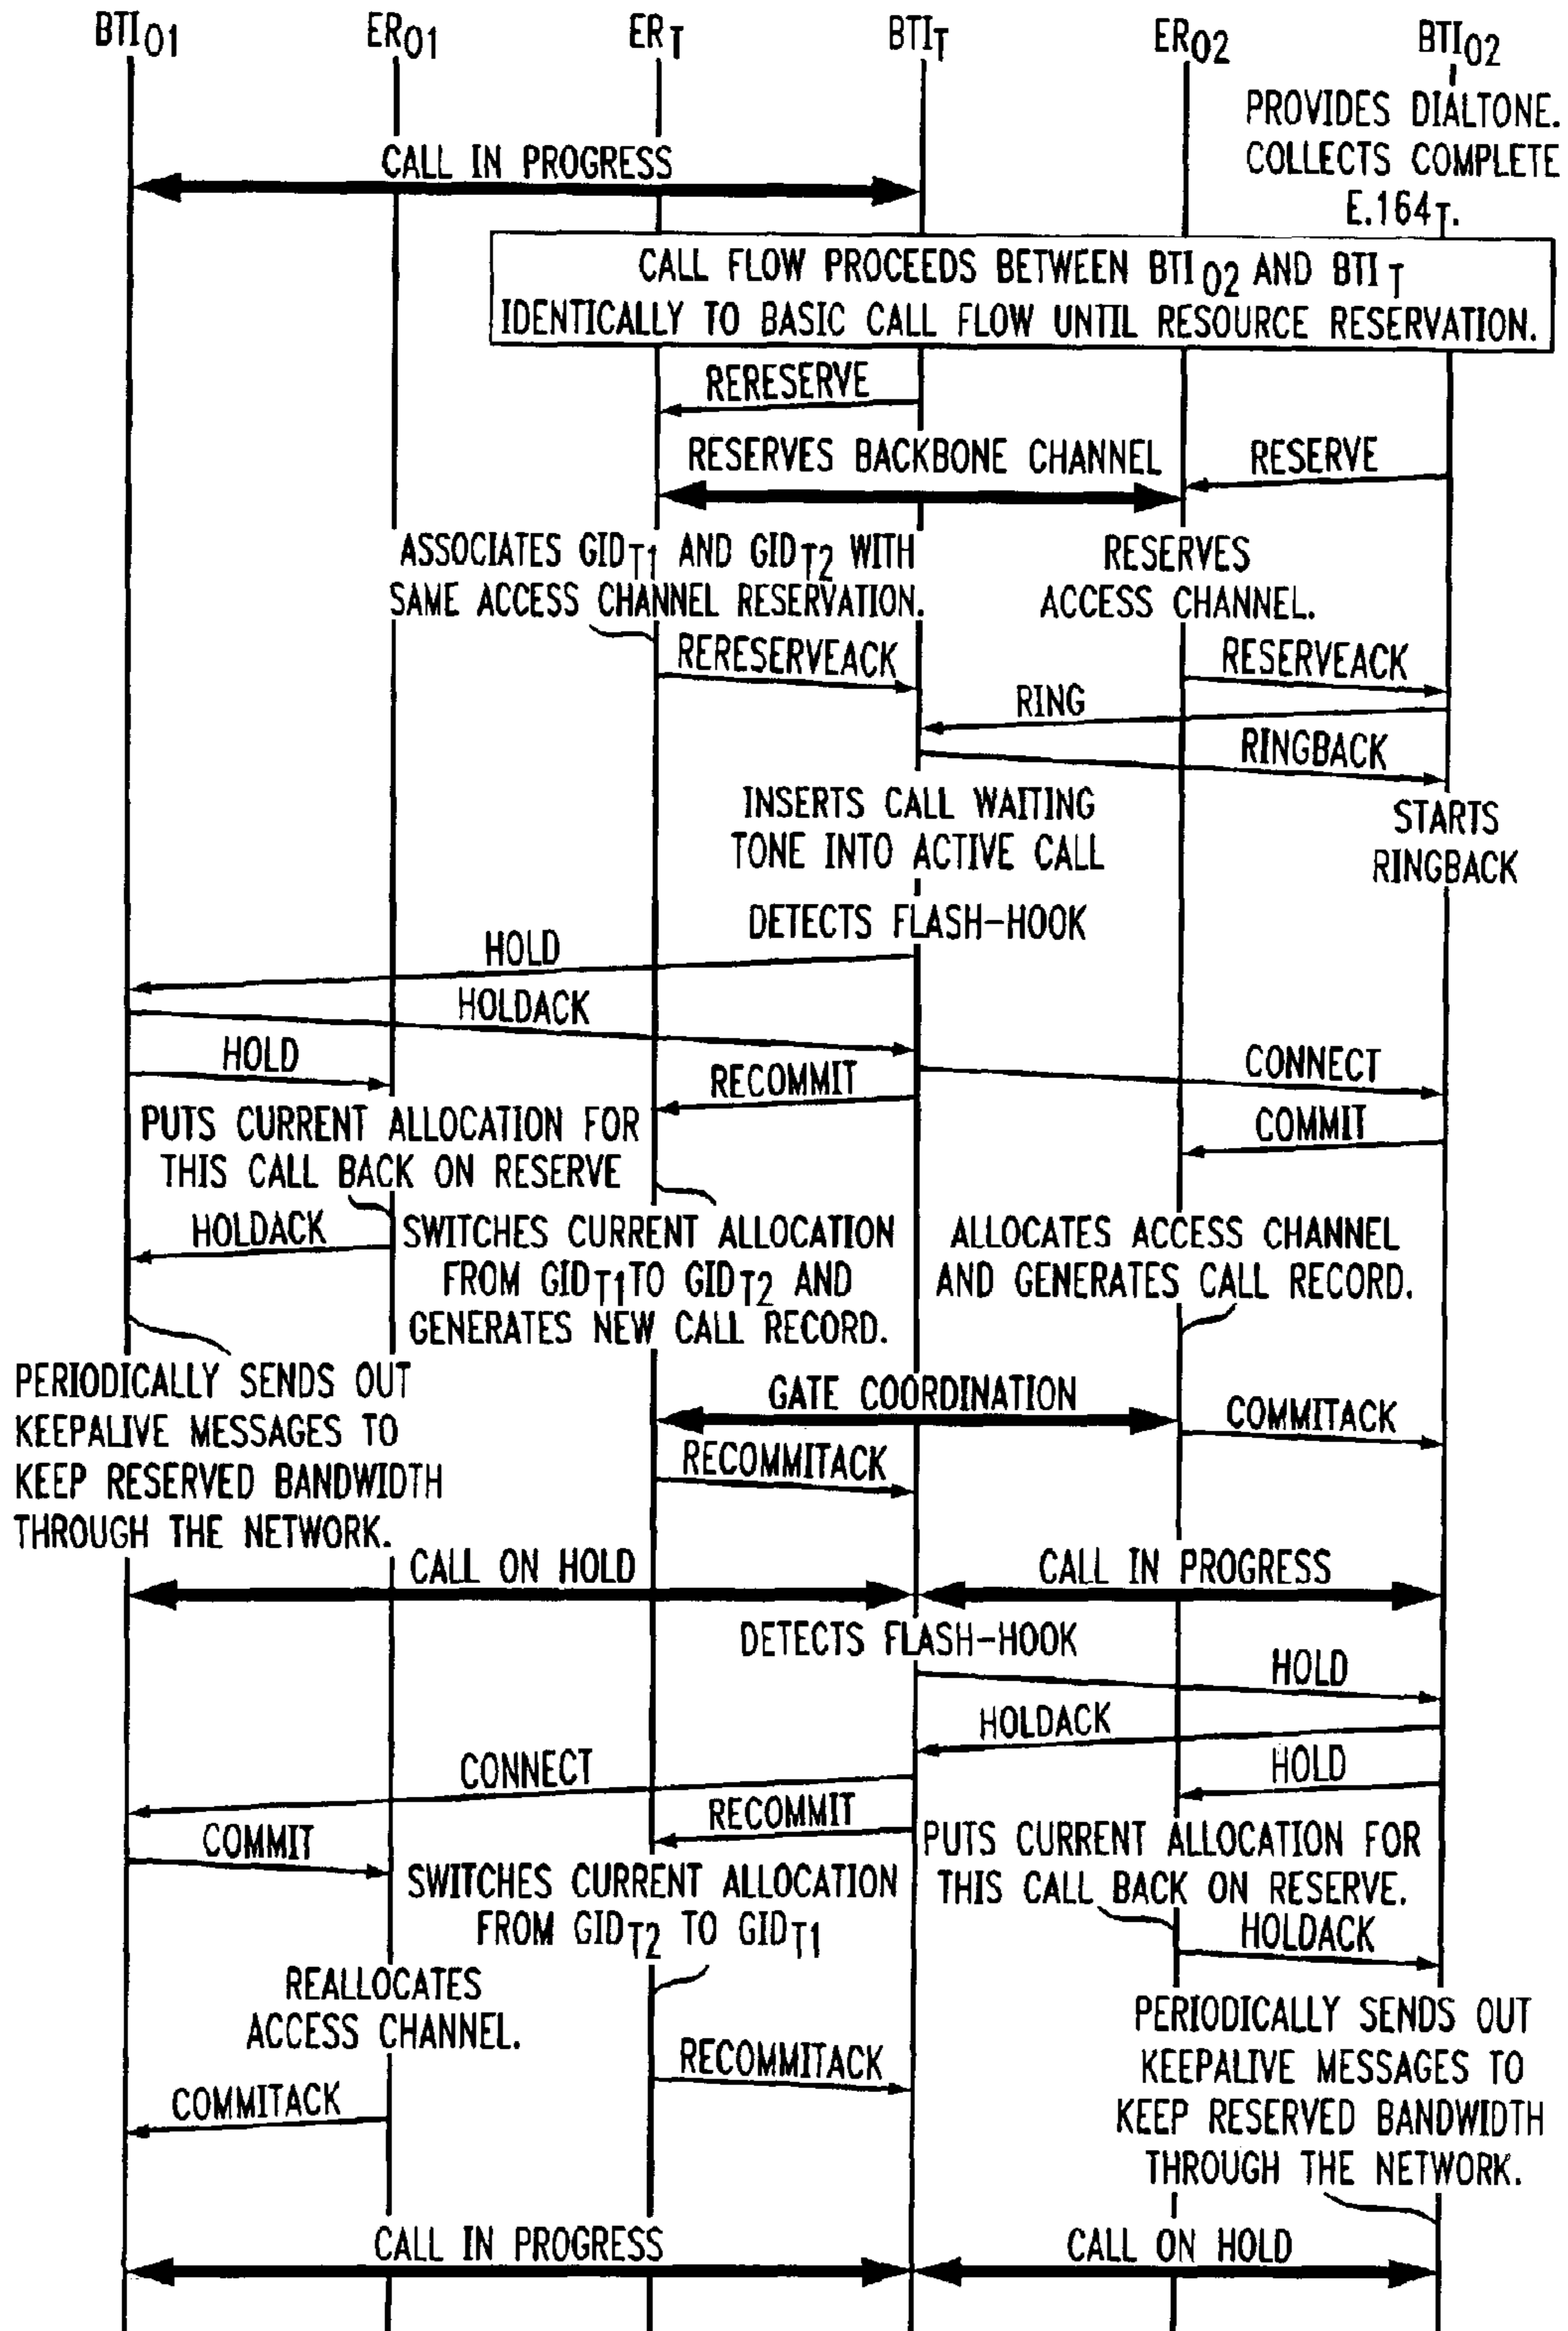 BTIO1 ERO1 ERT BTIT ERO2 BTIO2
PROVIDES DIALTONE.
COLLECTS COMPLETE
E.164T.
CALL IN PROGRESS
CALL FLOW PROCEEDS BETWEEN BTIO2 AND BTIT
IDENTICALLY TO BASIC CALL FLOW UNTIL RESOURCE RESERVATION.
RERESERVE
RESERVES BACKBONE CHANNEL
RESERVE
ASSOCIATES GIDT1 AND GIDT2 WITH
SAME ACCESS CHANNEL RESERVATION.
RESERVES
ACCESS CHANNEL.
RERESERVEACK
RESERVEACK
RING
RINGBACK
INSERTS CALL WAITING
TONE INTO ACTIVE CALL
STARTS
RINGBACK
DETECTS FLASH-HOOK
HOLD
HOLDACK
HOLD
RECOMMIT
CONNECT
COMMIT
PUTS CURRENT ALLOCATION FOR
THIS CALL BACK ON RESERVE
HOLDACK
SWITCHES CURRENT ALLOCATION
FROM GIDT1 TO GIDT2 AND
GENERATES NEW CALL RECORD.
ALLOCATES ACCESS CHANNEL
AND GENERATES CALL RECORD.
PERIODICALLY SENDS OUT
KEEPALIVE MESSAGES TO
KEEP RESERVED BANDWIDTH
THROUGH THE NETWORK.
GATE COORDINATION
COMMITACK
RECOMMITACK
CALL ON HOLD
CALL IN PROGRESS
DETECTS FLASH-HOOK
HOLD
HOLDACK
CONNECT
HOLD
RECOMMIT
COMMIT
PUTS CURRENT ALLOCATION FOR
THIS CALL BACK ON RESERVE.
SWITCHES CURRENT ALLOCATION
FROM GIDT2 TO GIDT1
HOLDACK
REALLOCATES
ACCESS CHANNEL.
PERIODICALLY SENDS OUT
KEEPALIVE MESSAGES TO
KEEP RESERVED BANDWIDTH
THROUGH THE NETWORK.
RECOMMITACK
COMMITACK
CALL IN PROGRESS
CALL ON HOLD